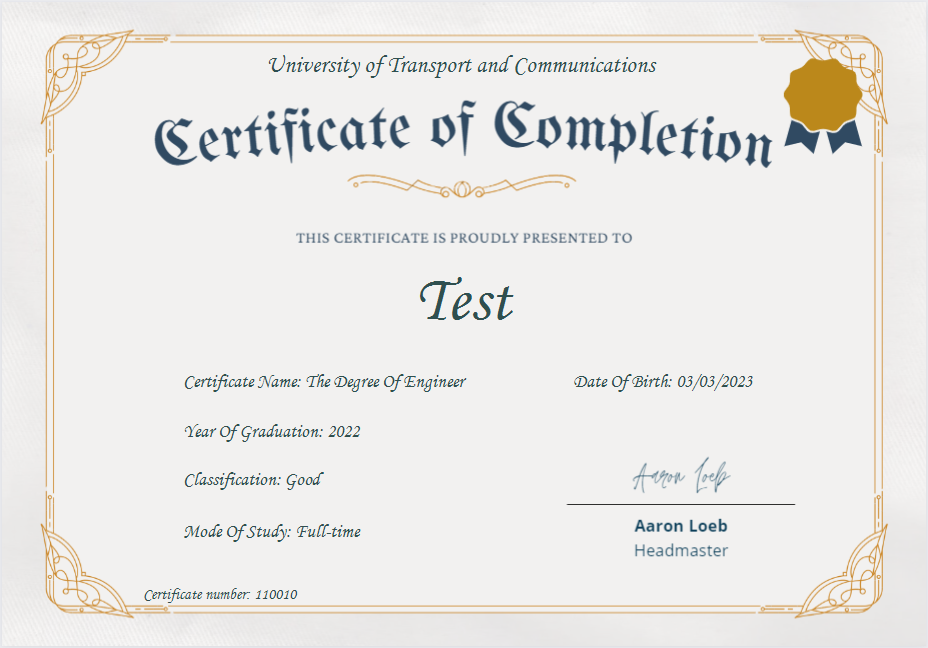 University of Transport and Communications
Certificate of Completion
THIS CERTIFICATE IS PROUDLY PRESENTED TO
Test
Certificate Name: The Degree Of Engineer
Date Of Birth: 03/03/2023
Year Of Graduation: 2022
Classification: Good
Aaron Loeb
Aaron Loeb
Headmaster
Mode Of Study: Full-time
Certificate number: 110010